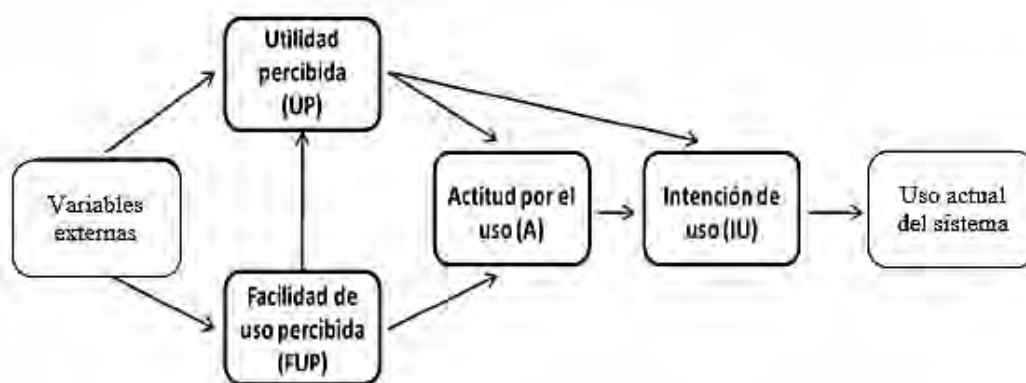 Utilidad
percibida
(UP)
Variables
externas
Actitud por el
uso (A)
Intención de
uso (IU)
Uso actual
del sistema
Facilidad de
uso percibida
(FUP)